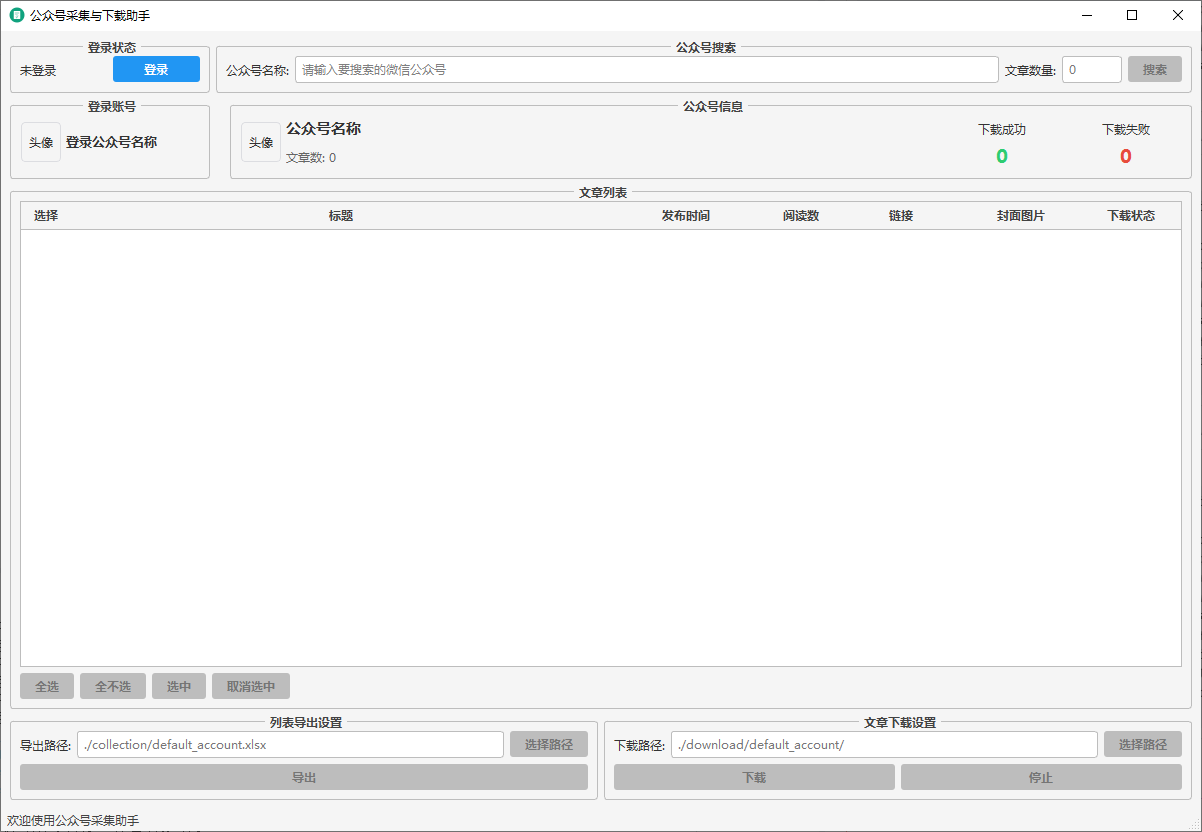 公众号采集与下载助手
登录状态
公众号搜索
未登录 登录 公众号名称: 请输入要搜索的微信公众号 文章数量: 0 搜索
登录账号
公众号信息
头像 登录公众号名称
头像 公众号名称 下载成功 下载失败
文章数: 0 0 0
文章列表
选择 标题 发布时间 阅读数 链接 封面图片 下载状态
全选 全不选 选中 取消选中
列表导出设置
文章下载设置
导出路径: ./collection/default_account.xlsx 选择路径 下载路径: ./download/default_account/ 选择路径
导出 下载 停止
欢迎使用公众号采集助手